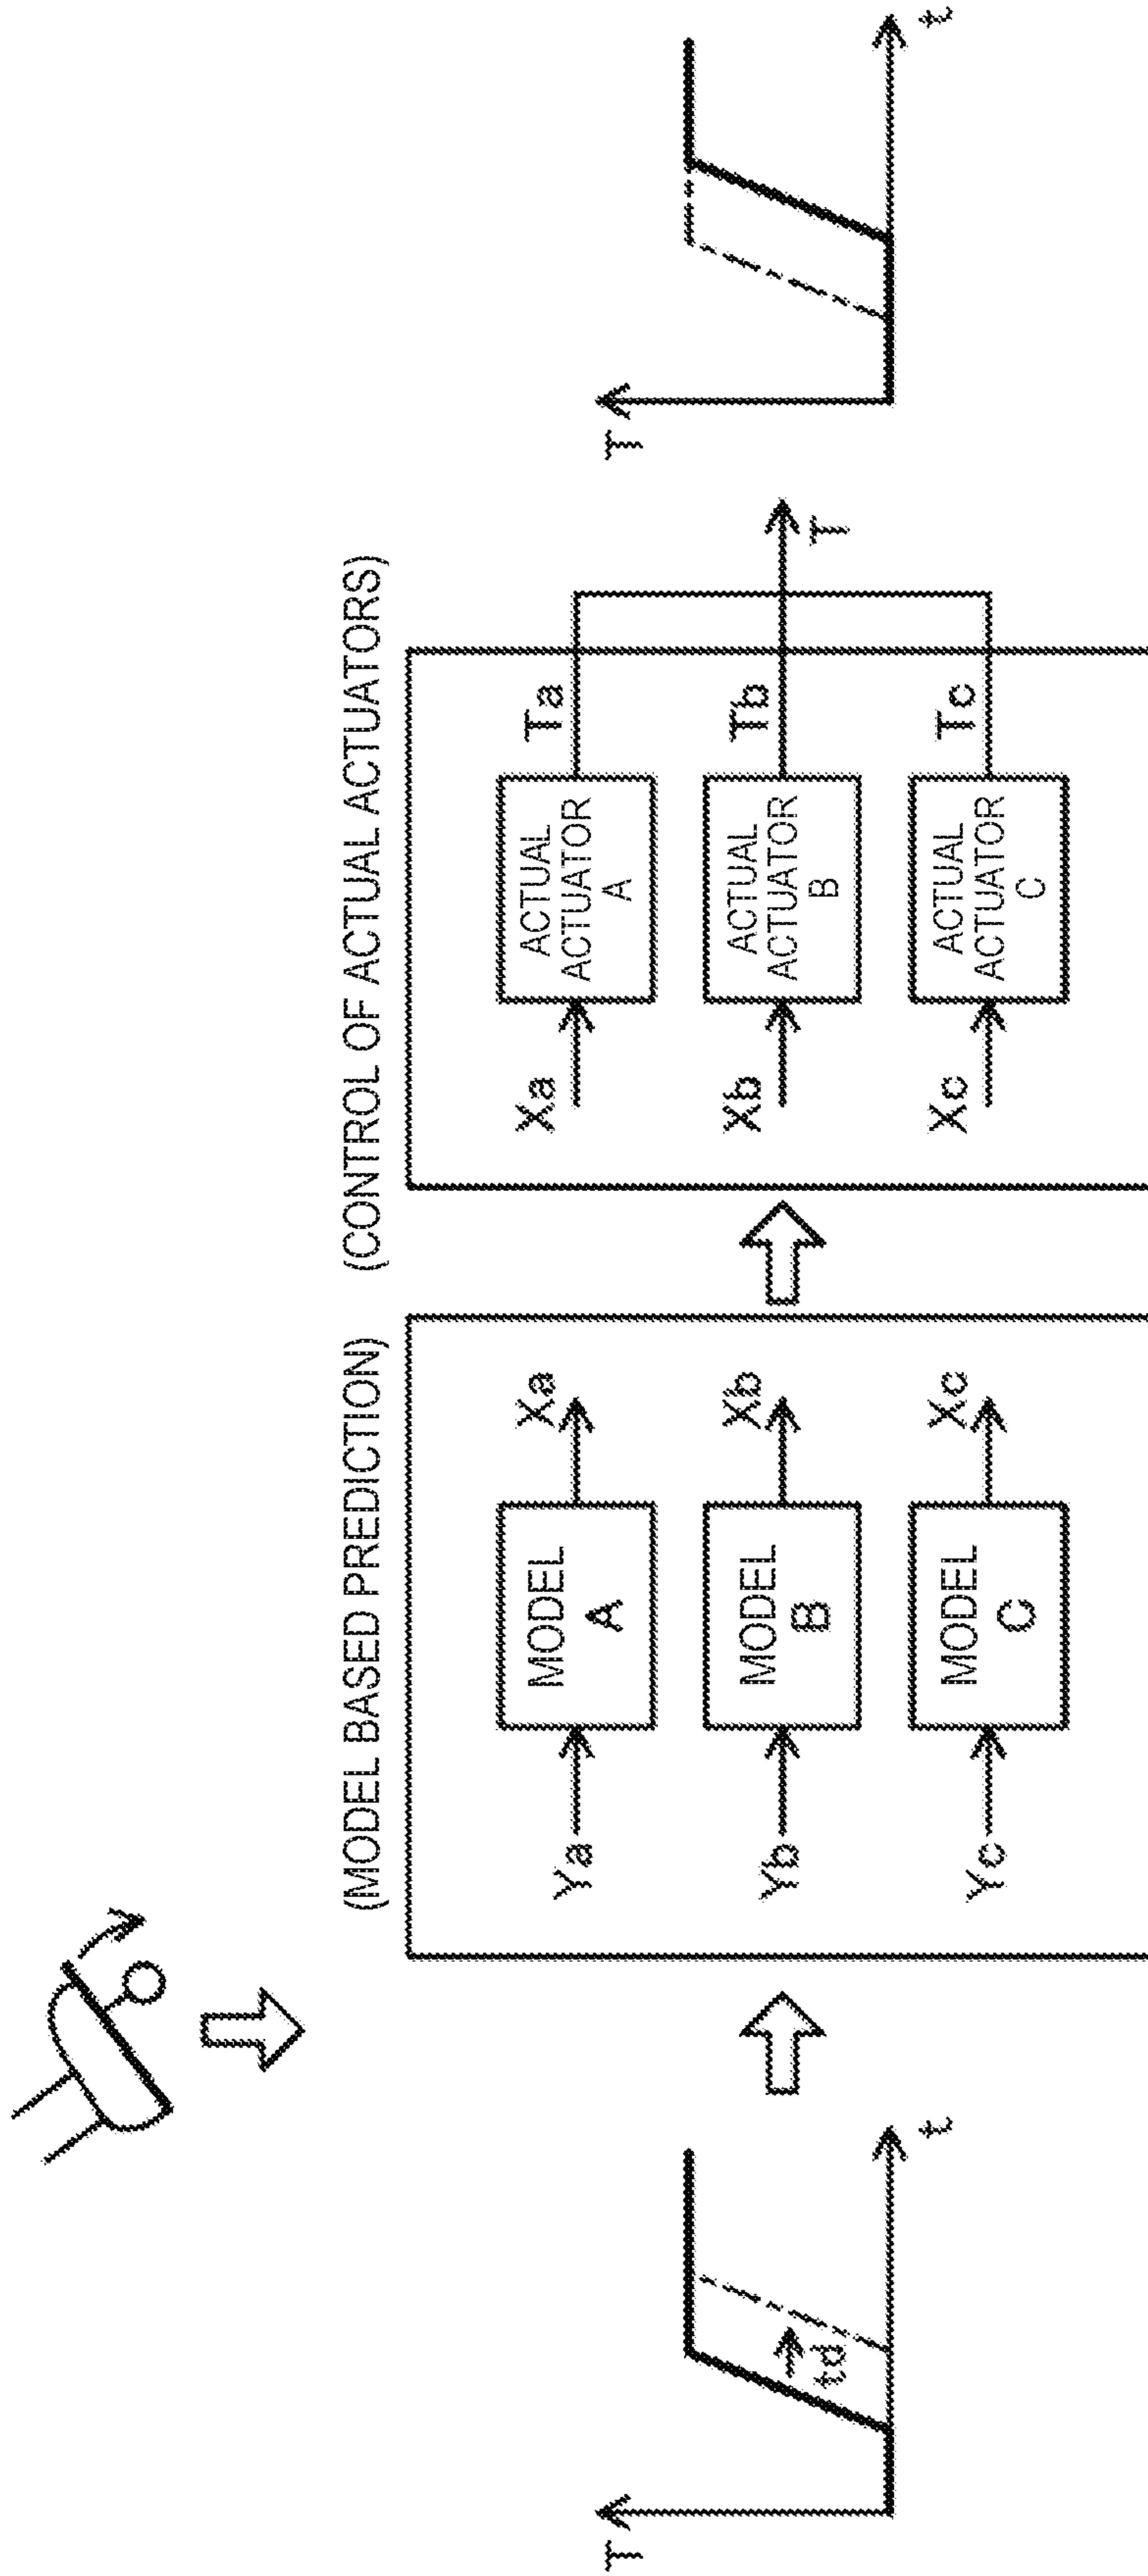 (MODEL BASED PREDICTION)
(CONTROL OF ACTUAL ACTUATORS)
T
td
t
Ya
MODEL
A
Xa
Yb
MODEL
B
Xb
Yc
MODEL
C
Xc
Xa
ACTUAL
ACTUATOR
A
Ta
Xb
ACTUAL
ACTUATOR
B
Tb
Xc
ACTUAL
ACTUATOR
C
Tc
T
T
t